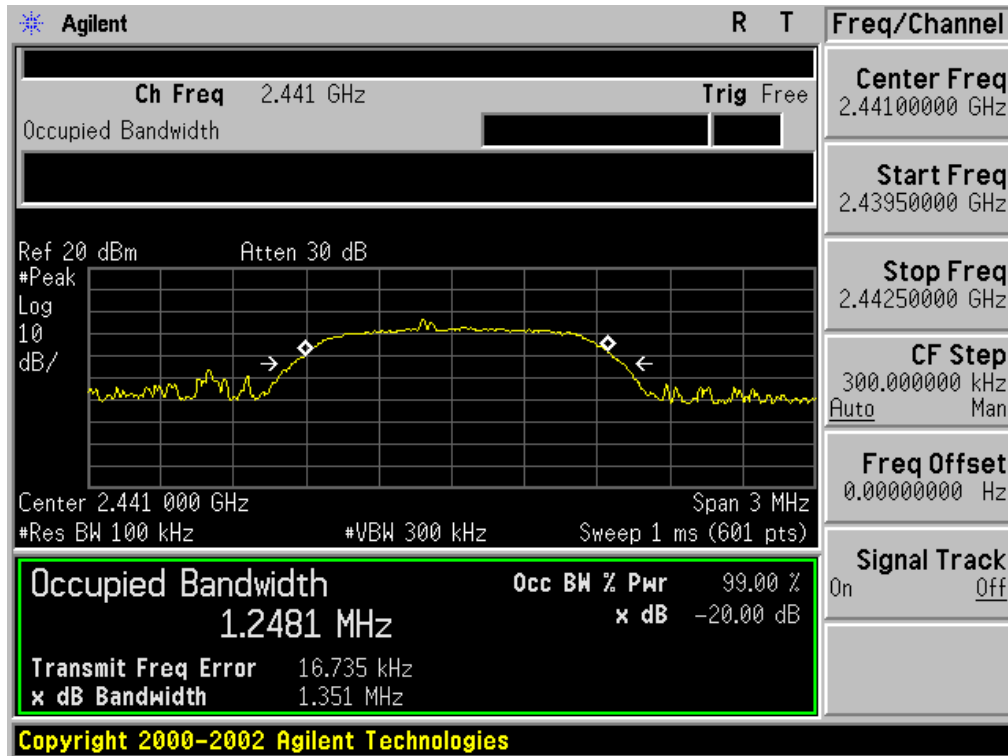 Agilent R T
Ch Freq 2.441 GHz Trig Free
Occupied Bandwidth
Ref 20 dBm Atten 30 dB
#Peak
Log
10
dB/
Center 2.441 000 GHz Span 3 MHz
#Res BW 100 kHz #VBW 300 kHz Sweep 1 ms (601 pts)
Occupied Bandwidth
1.2481 MHz
Occ BW % Pwr 99.00 %
x dB -20.00 dB
Transmit Freq Error 16.735 kHz
x dB Bandwidth 1.351 MHz
Copyright 2000-2002 Agilent Technologies
Freq/Channel
Center Freq
2.44100000 GHz
Start Freq
2.43950000 GHz
Stop Freq
2.44250000 GHz
CF Step
300.000000 kHz
Auto Man
Freq Offset
0.00000000 Hz
Signal Track
On Off